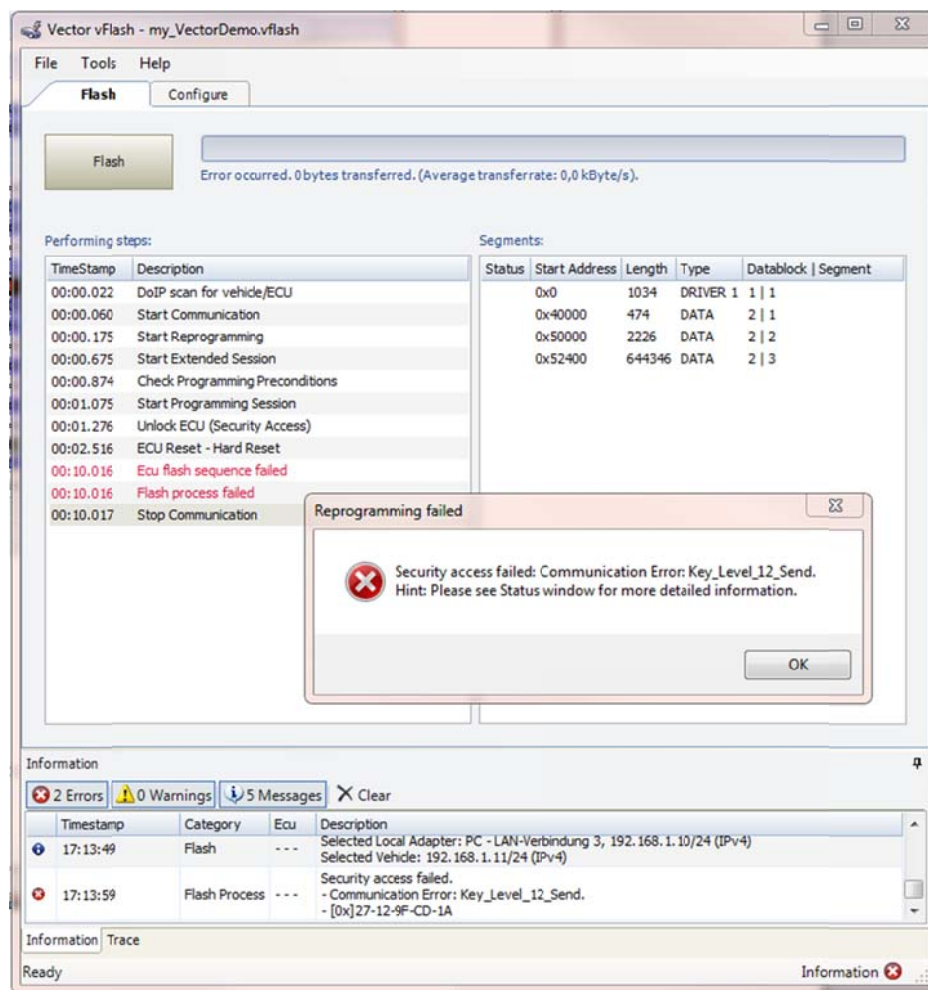 Vector vFlash - my_VectorDemo.vflash
File Tools Help
Flash Configure
Flash
Error occurred. 0 bytes transferred. (Average transferrate: 0,0 kByte/s).
Performing steps: Segments:
TimeStamp Description Status Start Address Length Type Datablock | Segment
00:00.022 DoIP scan for vehicle/ECU 0x0 1034 DRIVER 1 1 | 1
00:00.060 Start Communication 0x40000 474 DATA 2 | 1
00:00.175 Start Reprogramming 0x50000 2226 DATA 2 | 2
00:00.675 Start Extended Session 0x52400 644346 DATA 2 | 3
00:00.874 Check Programming Preconditions
00:01.075 Start Programming Session
00:01.276 Unlock ECU (Security Access)
00:02.516 ECU Reset - Hard Reset
00:10.016 Ecu flash sequence failed
00:10.016 Flash process failed
00:10.017 Stop Communication
Reprogramming failed
Security access failed: Communication Error: Key_Level_12_Send.
Hint: Please see Status window for more detailed information.
OK
Information
2 Errors 0 Warnings 5 Messages Clear
Timestamp Category Ecu Description
17:13:49 Flash --- Selected Local Adapter: PC - LAN-Verbindung 3, 192.168.1.10/24 (IPv4)
Selected Vehicle: 192.168.1.11/24 (IPv4)
17:13:59 Flash Process --- Security access failed.
- Communication Error: Key_Level_12_Send.
- [0x]27-12-9F-CD-1A
Information Trace
Ready Information